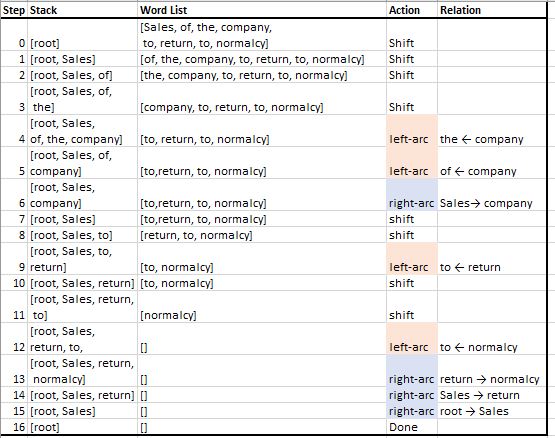 Step Stack Word List Action Relation
[Sales, of, the, company,
0 [root] to, return, to, normalcy] Shift
1 [root, Sales] [of, the, company, to, return, to, normalcy] Shift
2 [root, Sales, of] [the, company, to, return, to, normalcy] Shift
[root, Sales, of,
3 the] [company, to, return, to, normalcy] Shift
[root, Sales,
4 of, the, company] [to, return, to, normalcy] left-arc the ← company
[root, Sales, of,
5 company] [to,return, to, normalcy] left-arc of ← company
[root, Sales,
6 company] [to,return, to, normalcy] right-arc Sales→ company
7 [root, Sales] [to,return, to, normalcy] shift
8 [root, Sales, to] [return, to, normalcy] shift
[root, Sales, to,
9 return] [to, normalcy] left-arc to ← return
10 [root, Sales, return] [to, normalcy] shift
[root, Sales, return,
11 to] [normalcy] shift
[root, Sales,
12 return, to, [] left-arc to ← normalcy
[root, Sales, return,
13 normalcy] [] right-arc return → normalcy
14 [root, Sales, return] [] right-arc Sales → return
15 [root, Sales] [] right-arc root → Sales
16 [root] [] Done